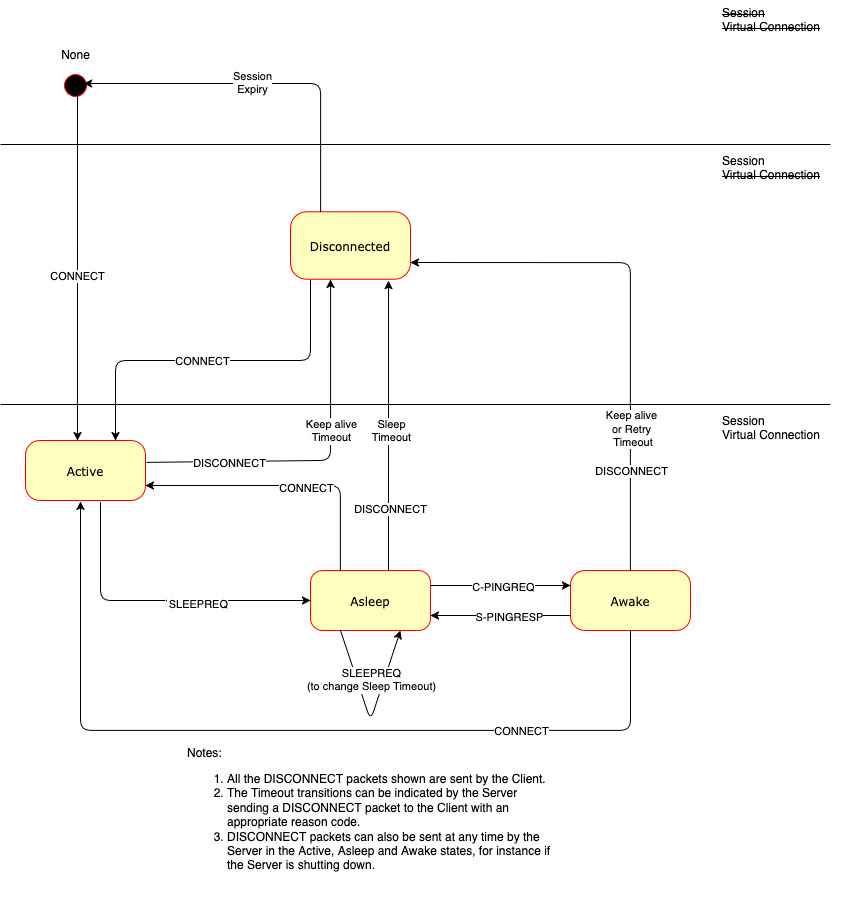 Session
Virtual Connection
None
Session
Expiry
Session
Virtual Connection
Disconnected
CONNECT
CONNECT
Keep alive
Timeout
Sleep
Timeout
Keep alive
or Retry
Timeout
Session
Virtual Connection
Active
DISCONNECT
DISCONNECT
CONNECT
DISCONNECT
C-PINGREQ
SLEEPREQ
Asleep
Awake
S-PINGRESP
SLEEPREQ
(to change Sleep Timeout)
CONNECT
Notes:
1. All the DISCONNECT packets shown are sent by the Client.
2. The Timeout transitions can be indicated by the Server
sending a DISCONNECT packet to the Client with an
appropriate reason code.
3. DISCONNECT packets can also be sent at any time by the
Server in the Active, Asleep and Awake states, for instance if
the Server is shutting down.